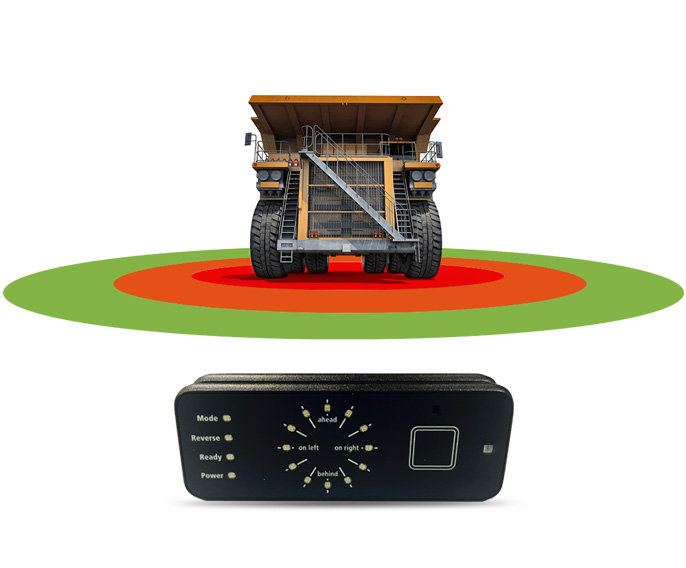 Mode
ahead
Reverse
on left
on right
Ready
Power
behind